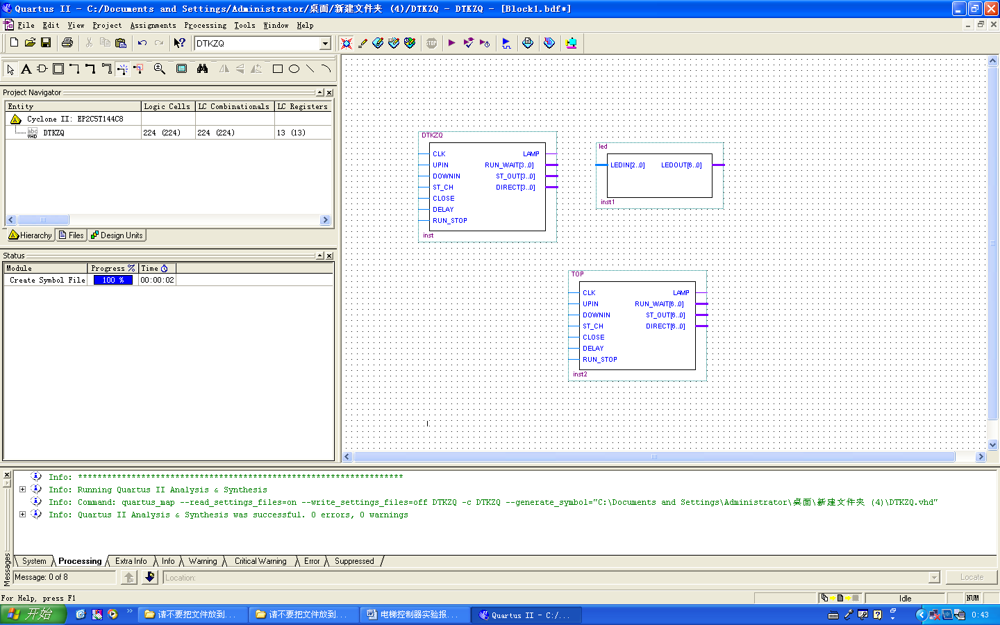 Quartus II - C:/Documents and Settings/Administrator/桌面/新建文件夹 (4)/DTKZQ - DTKZQ - [Block1.bdf*]
File Edit View Project Assignments Processing Tools Window Help
DTKZQ
STOP
Project Navigator
Entity Logic Cells LC Combinationals LC Registers
Cyclone II: EP2C5T144C8
abc VHD DTKZQ 224 (224) 224 (224) 13 (13)
Hierarchy Files Design Units
Status
Module Progress % Time
Create Symbol File 100 % 00:00:02
DTKZQ
CLK LAMP
UPIN RUN_WAIT[3..0]
DOWNIN ST_OUT[3..0]
ST_CH DIRECT[3..0]
CLOSE
DELAY
RUN_STOP
inst
led
LEDIN[2..0] LEDOUT[6..0]
inst1
TOP
CLK LAMP
UPIN RUN_WAIT[6..0]
DOWNIN ST_OUT[6..0]
ST_CH DIRECT[6..0]
CLOSE
DELAY
RUN_STOP
inst2
Info: *******************************************************************
Info: Running Quartus II Analysis & Synthesis
Info: Command: quartus_map --read_settings_files=on --write_settings_files=off DTKZQ -c DTKZQ --generate_symbol="C:\Documents and Settings\Administrator\桌面\新建文件夹 (4)\DTKZQ.vhd"
Info: Quartus II Analysis & Synthesis was successful. 0 errors, 0 warnings
System Processing Extra Info Info Warning Critical Warning Error Suppressed
Messages
Message: 0 of 8 Location: Locate
For Help, press F1 Idle NUM
开始 请不要把文件放到... 请不要把文件放到... 电梯控制器实验报... Quartus II - C:/... 0:43